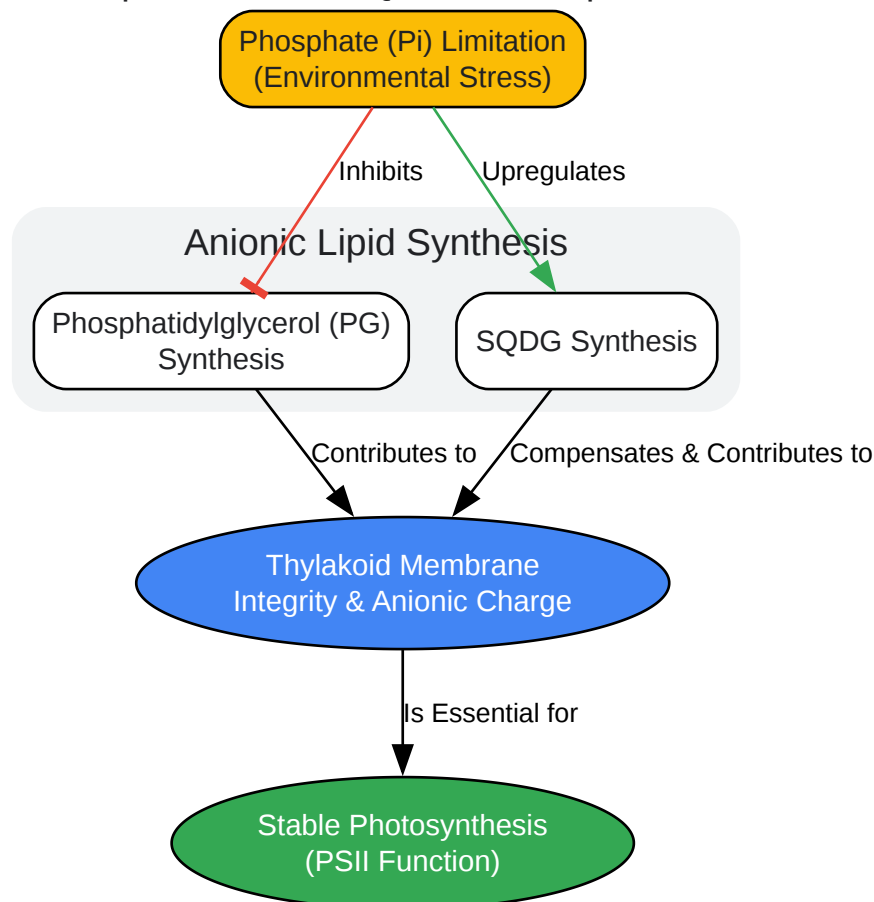 Phosphate (Pi) Limitation
(Environmental Stress)
Inhibits
Upregulates
Anionic Lipid Synthesis
Phosphatidylglycerol (PG)
Synthesis
SQDG Synthesis
Contributes to
Compensates & Contributes to
Thylakoid Membrane
Integrity & Anionic Charge
Is Essential for
Stable Photosynthesis
(PSII Function)